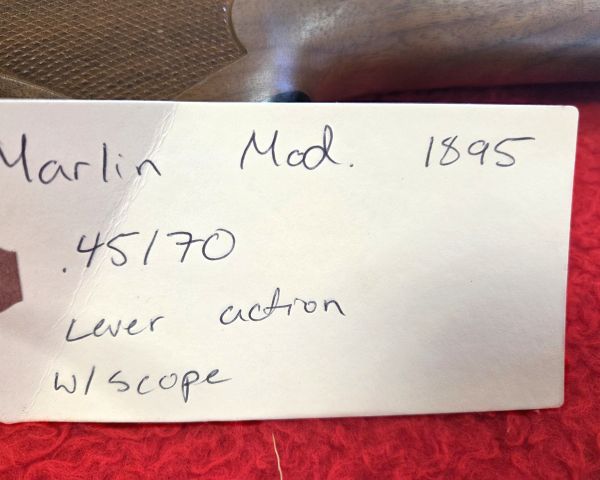 Marlin Mod. 1895
.45/70
Lever action
w/scope